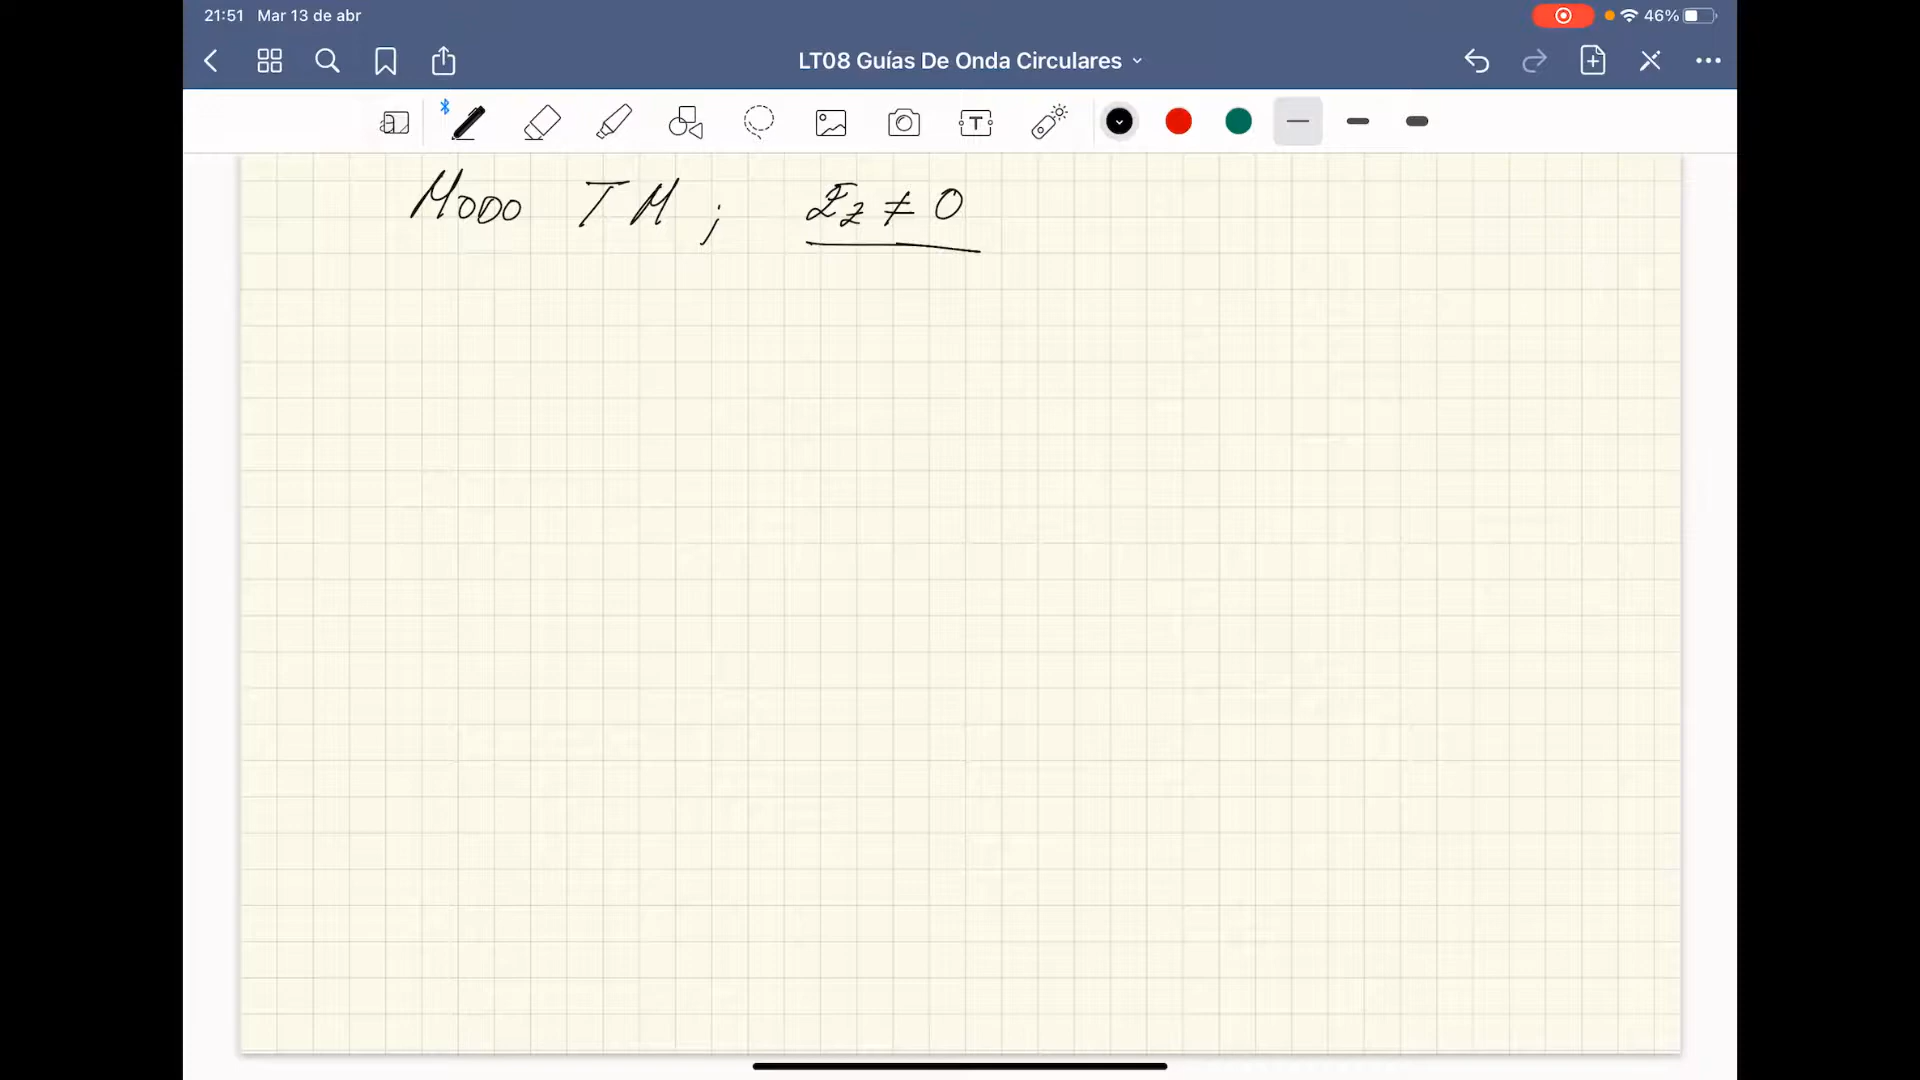 21:51 Mar 13 de abr 46%
LT08 Guías De Onda Circulares
T
MODO TM; Ez ≠ 0